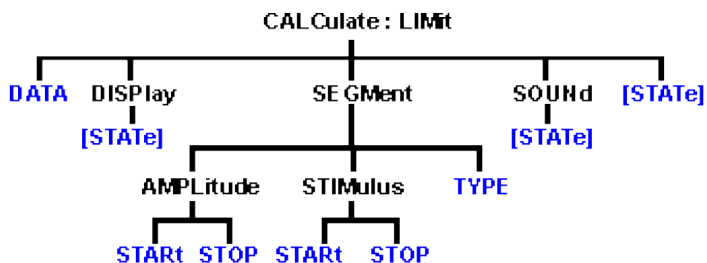 CALCulate : LIMit
DATA DISPlay SEGMent SOUNd [STATe]
[STATe] [STATe]
AMPLitude STIMulus TYPE
STARt STOP STARt STOP